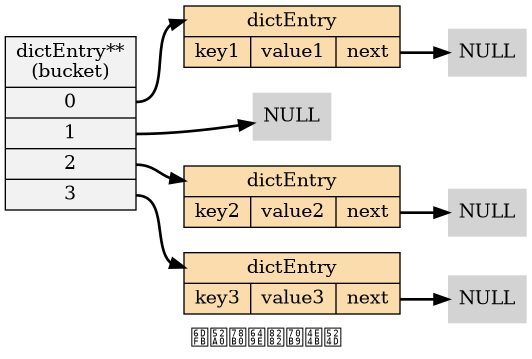 dictEntry**
(bucket)
0
1
2
3
dictEntry
key1 value1 next
NULL
NULL
dictEntry
key2 value2 next
NULL
dictEntry
key3 value3 next
NULL